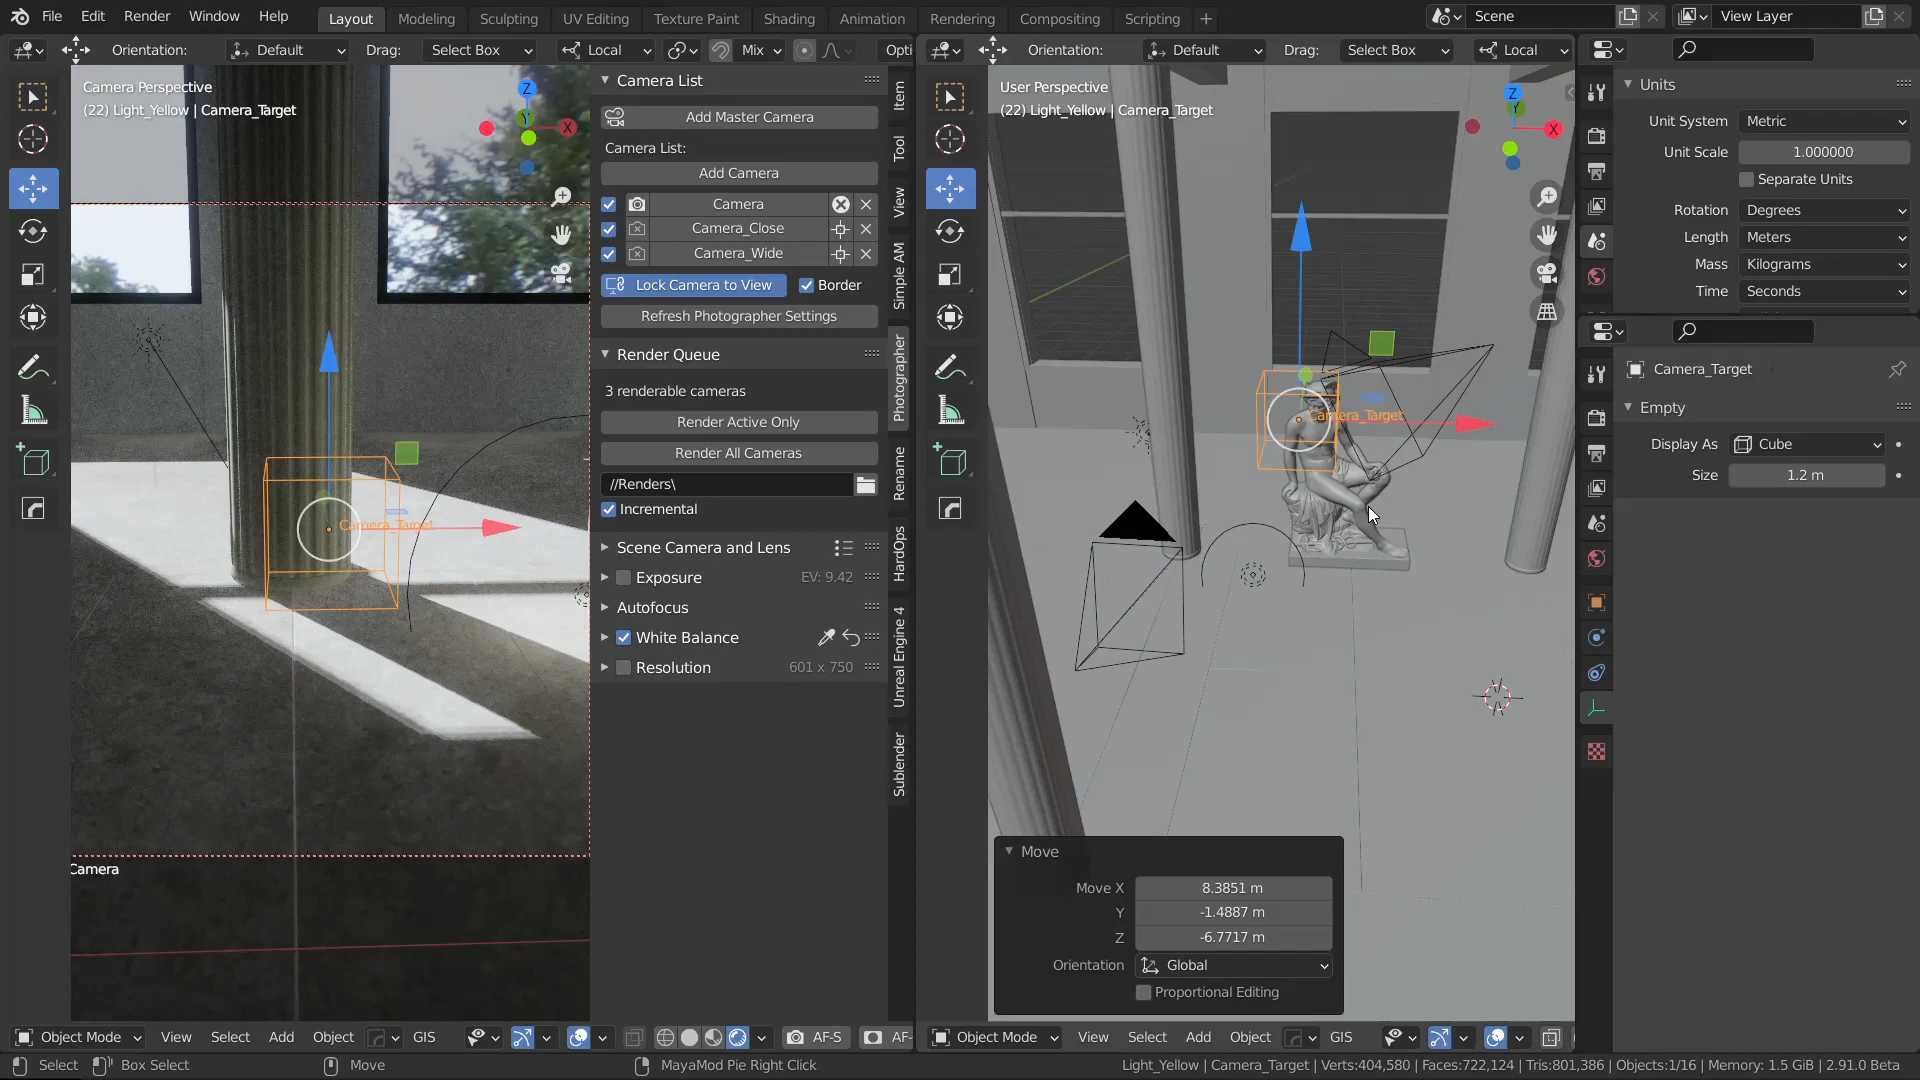 File Edit Render Window Help Layout Modeling Sculpting UV Editing Texture Paint Shading Animation Rendering Compositing Scripting + Scene View Layer
Orientation: Default Drag: Select Box Local Mix Opti
Orientation: Default Drag: Select Box Local
Camera Perspective
(22) Light_Yellow | Camera_Target
Z
X
Camera_Target
Camera
Camera List
Add Master Camera
Camera List:
Add Camera
Camera
Camera_Close
Camera_Wide
Lock Camera to View Border
Refresh Photographer Settings
Render Queue
3 renderable cameras
Render Active Only
Render All Cameras
//Renders\
Incremental
Scene Camera and Lens
Exposure EV: 9.42
Autofocus
White Balance
Resolution 601 x 750
Item
Tool
View
Simple AM
Photographer
Rename
HardOps
Unreal Engine 4
Sublender
User Perspective
(22) Light_Yellow | Camera_Target
Z
Y
X
Camera_Target
Move
Move X 8.3851 m
Y -1.4887 m
Z -6.7717 m
Orientation Global
Proportional Editing
Units
Unit System Metric
Unit Scale 1.000000
Separate Units
Rotation Degrees
Length Meters
Mass Kilograms
Time Seconds
Camera_Target
Empty
Display As Cube
Size 1.2 m
Object Mode View Select Add Object GIS AF-S AF-
Object Mode View Select Add Object GIS
Select Box Select Move MayaMod Pie Right Click Light_Yellow | Camera_Target | Verts:404,580 | Faces:722,124 | Tris:801,386 | Objects:1/16 | Memory: 1.5 GiB | 2.91.0 Beta